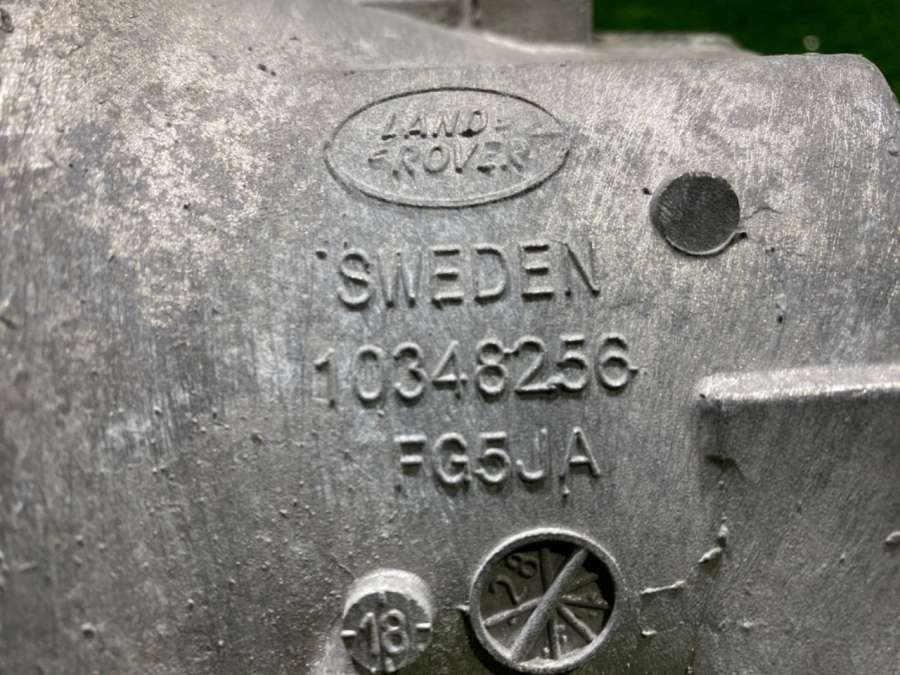 LAND-
-ROVER
SWEDEN
10348256
FG5JA
28
18